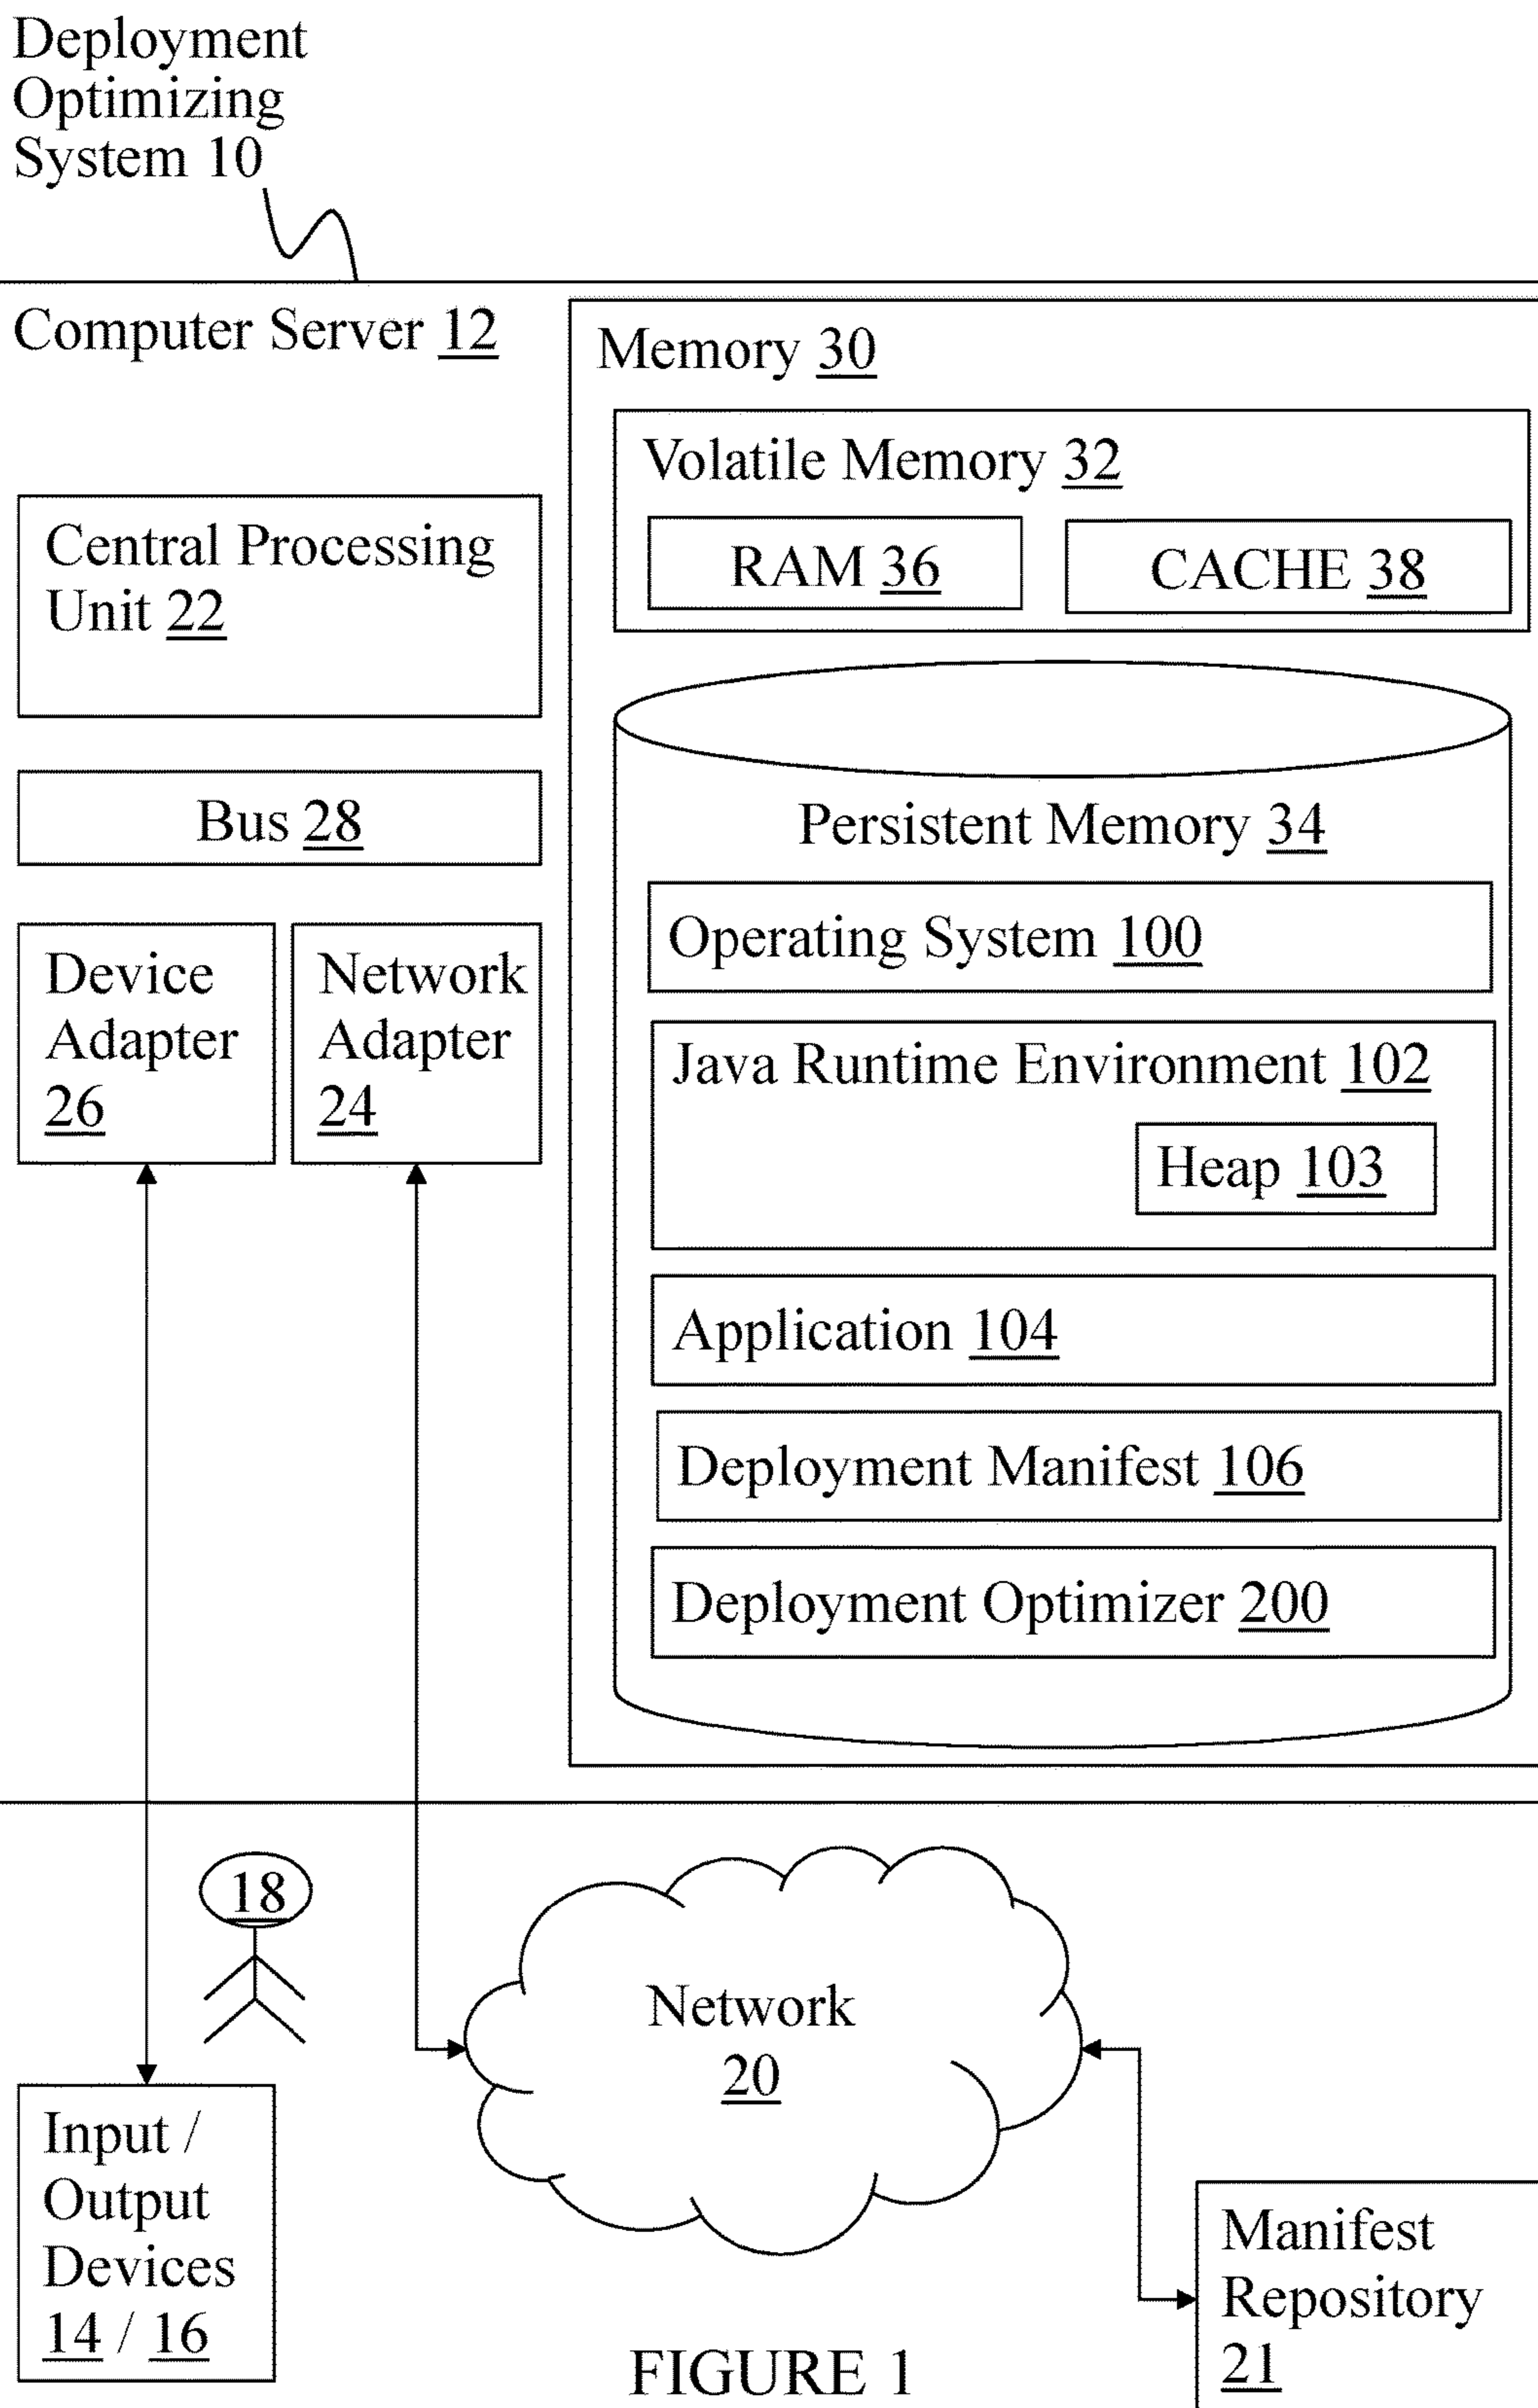 Deployment
Optimizing
System 10
Computer Server 12
Memory 30
Volatile Memory 32
RAM 36
CACHE 38
Central Processing
Unit 22
Bus 28
Persistent Memory 34
Operating System 100
Device
Adapter
26
Network
Adapter
24
Java Runtime Environment 102
Heap 103
Application 104
Deployment Manifest 106
Deployment Optimizer 200
18
Network
20
Input /
Output
Devices
14 / 16
Manifest
Repository
21
FIGURE 1